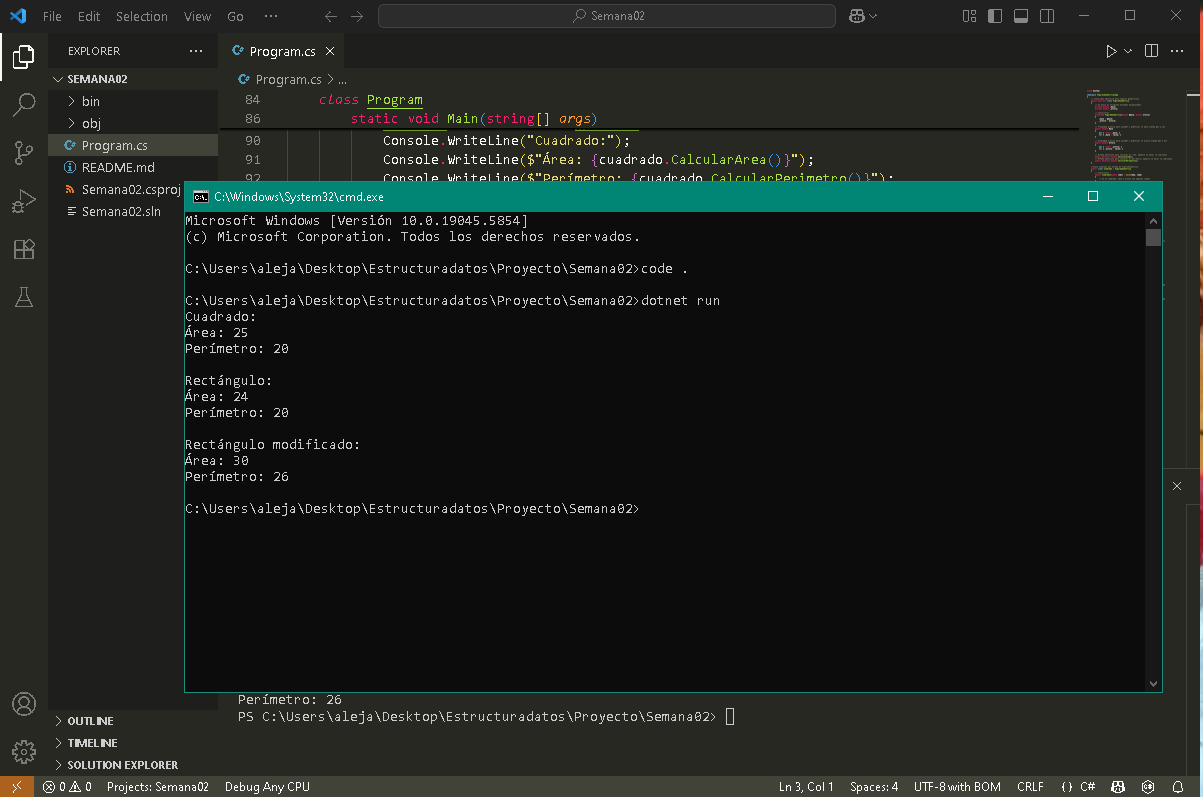 File Edit Selection View Go ··· Semana02
EXPLORER ···
Program.cs
SEMANA02
bin
obj
Program.cs
README.md
Semana02.csproj
Semana02.sln
Program.cs > ...
84 class Program
86 static void Main(string[] args)
90 Console.WriteLine("Cuadrado:");
91 Console.WriteLine($"Área: {cuadrado.CalcularArea()}");
92 Console.WriteLine($"Perímetro: {cuadrado.CalcularPerimetro()}");
C:\Windows\System32\cmd.exe
Microsoft Windows [Versión 10.0.19045.5854]
(c) Microsoft Corporation. Todos los derechos reservados.
C:\Users\aleja\Desktop\Estructuradatos\Proyecto\Semana02>code .
C:\Users\aleja\Desktop\Estructuradatos\Proyecto\Semana02>dotnet run
Cuadrado:
Área: 25
Perímetro: 20
Rectángulo:
Área: 24
Perímetro: 20
Rectángulo modificado:
Área: 30
Perímetro: 26
C:\Users\aleja\Desktop\Estructuradatos\Proyecto\Semana02>
Perímetro: 26
PS C:\Users\aleja\Desktop\Estructuradatos\Proyecto\Semana02>
OUTLINE
TIMELINE
SOLUTION EXPLORER
0 0 Projects: Semana02 Debug Any CPU Ln 3, Col 1 Spaces: 4 UTF-8 with BOM CRLF {} C#